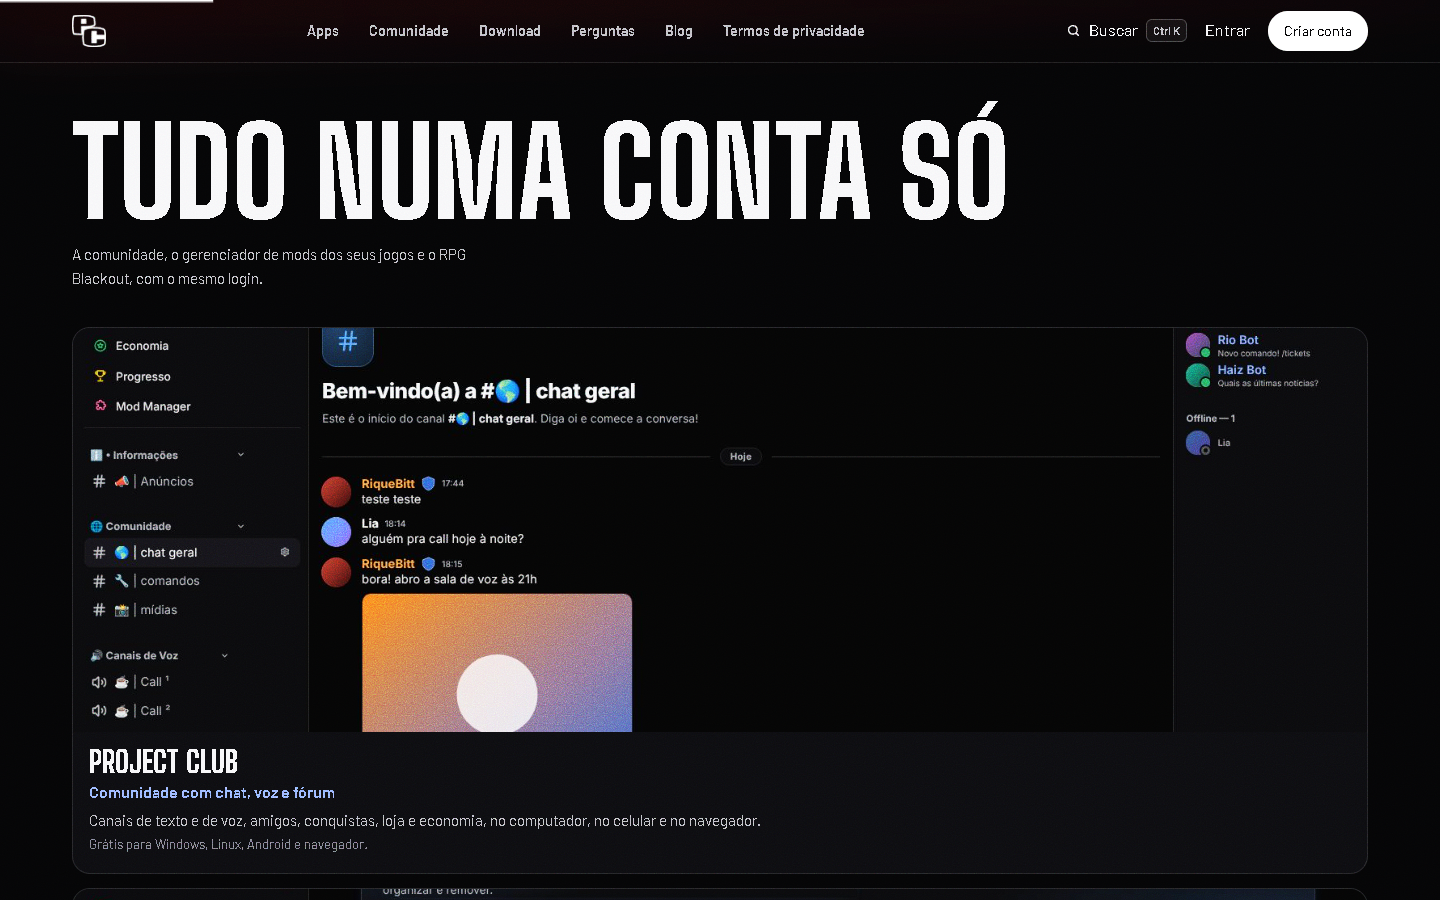 PC
Apps Comunidade Download Perguntas Blog Termos de privacidade Buscar Ctrl K Entrar Criar conta
TUDO NUMA CONTA SÓ
A comunidade, o gerenciador de mods dos seus jogos e o RPG
Blackout, com o mesmo login.
Economia
Progresso
Mod Manager
• Informações
# 📣 | Anúncios
🌐 Comunidade
# 🌎 | chat geral
# 🔧 | comandos
# 📸 | mídias
🔊 Canais de Voz
☕ | Call ¹
☕ | Call ²
#
Bem-vindo(a) a #🌎 | chat geral
Este é o início do canal #🌎 | chat geral. Diga oi e comece a conversa!
Hoje
RiqueBitt 17:44
teste teste
Lia 18:14
alguém pra call hoje à noite?
RiqueBitt 18:15
bora! abro a sala de voz às 21h
Rio Bot
Novo comando! /tickets
Haiz Bot
Quais as últimas noticias?
Offline — 1
Lia
PROJECT CLUB
Comunidade com chat, voz e fórum
Canais de texto e de voz, amigos, conquistas, loja e economia, no computador, no celular e no navegador.
Grátis para Windows, Linux, Android e navegador.
organizar e remover.